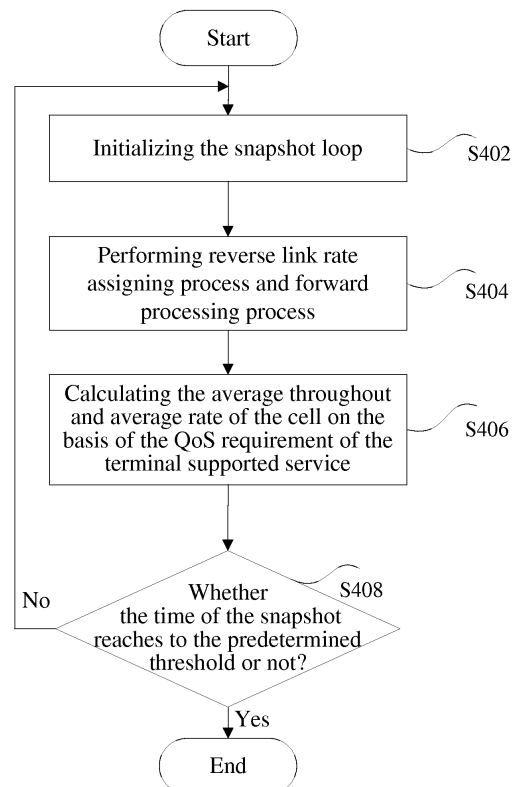 Start
Initializing the snapshot loop
S402
Performing reverse link rate
assigning process and forward
processing process
S404
Calculating the average throughout
and average rate of the cell on the
basis of the QoS requirement of the
terminal supported service
S406
S408
Whether
the time of the snapshot
reaches to the predetermined
threshold or not?
No
Yes
End